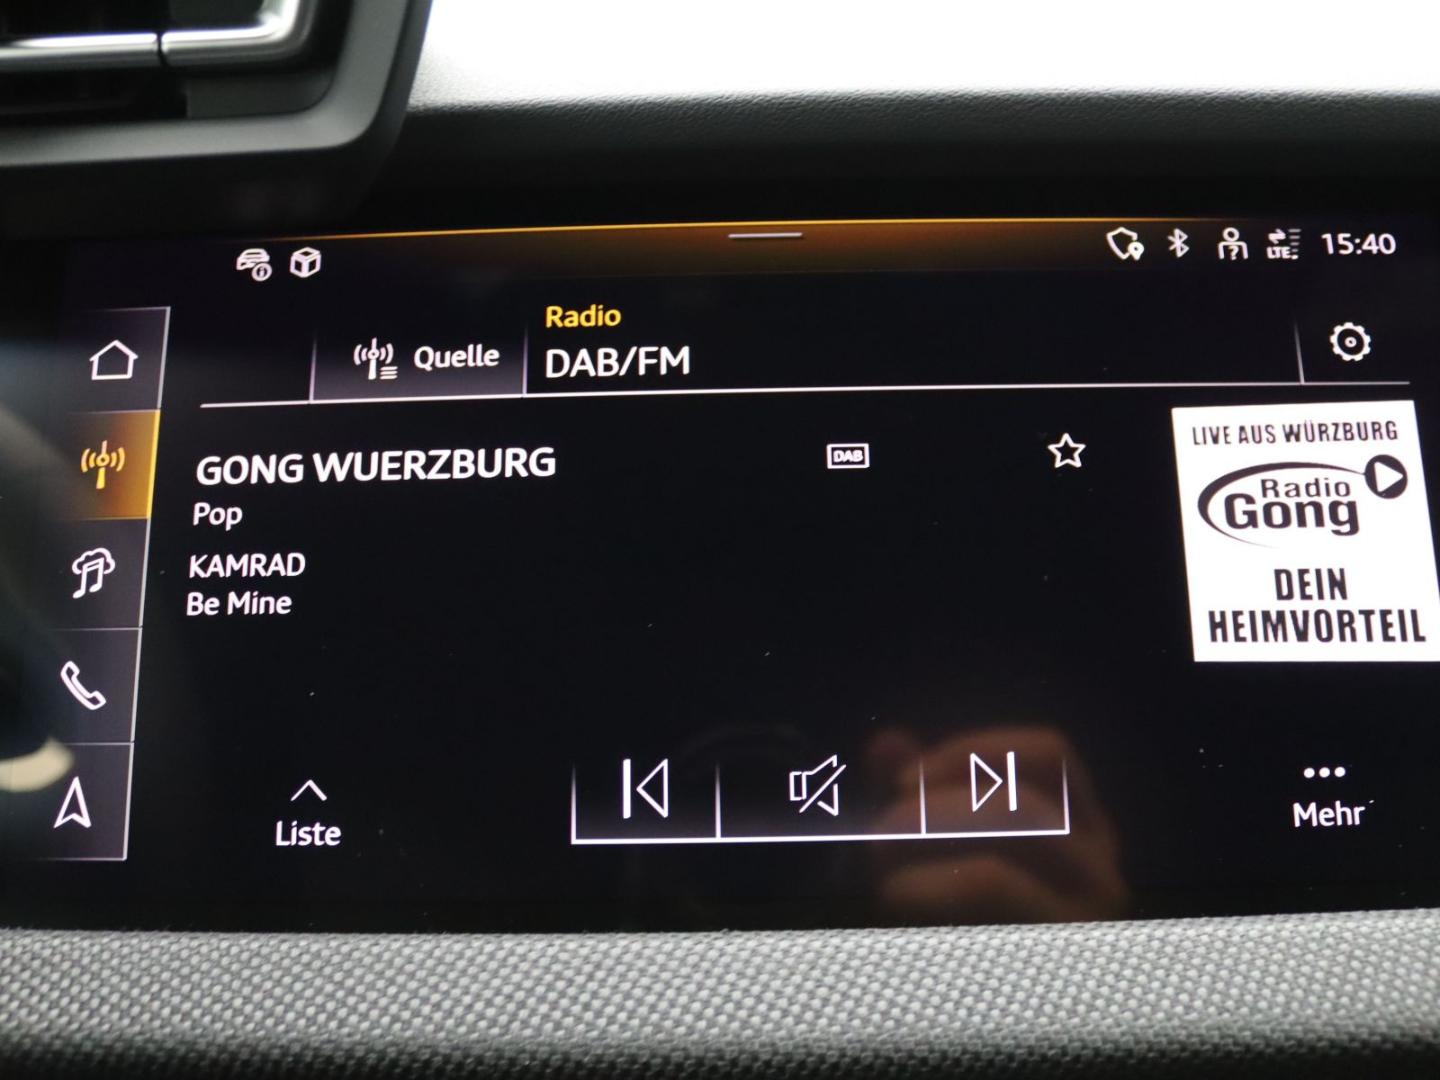 LTE
15:40
Radio
Quelle
DAB/FM
GONG WUERZBURG
DAB
Pop
KAMRAD
Be Mine
LIVE AUS WÜRZBURG
Radio
Gong
DEIN
HEIMVORTEIL
Liste
Mehr